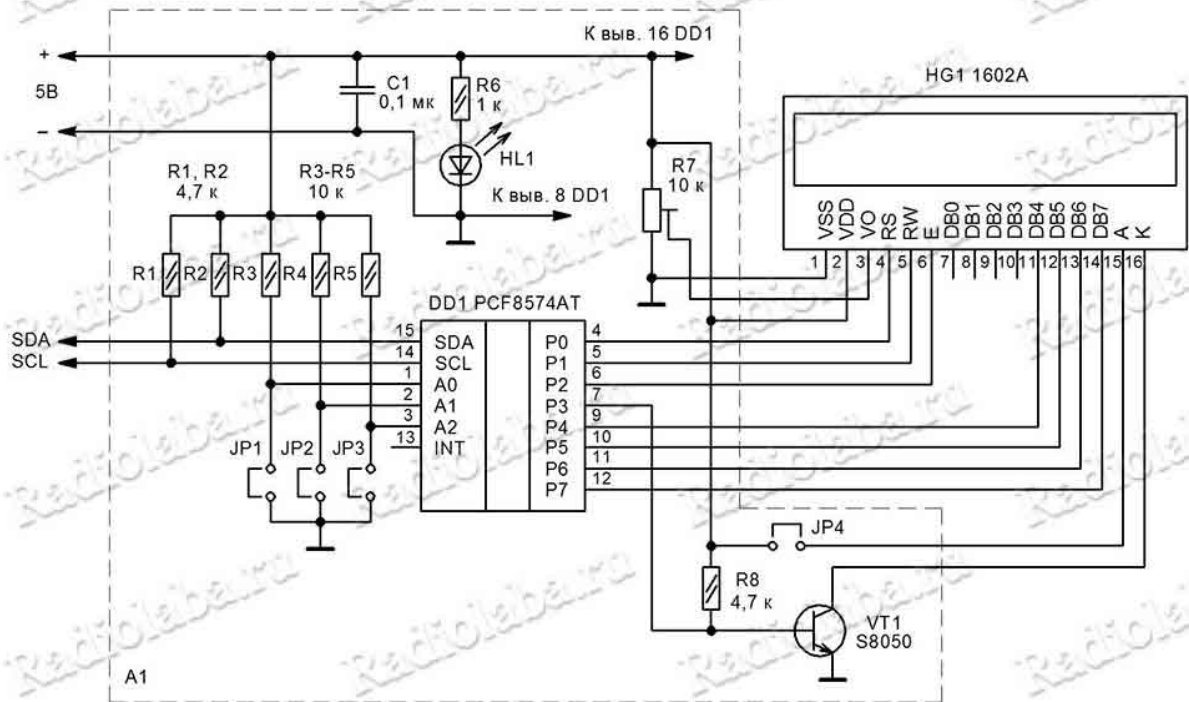 К выв. 16 DD1
+
5В
−
C1
0,1 мк
R6
1 к
HL1
HG1 1602A
R1, R2
4,7 к
R3-R5
10 к
К выв. 8 DD1
R7
10 к
VSS
VDD
VO
RS
RW
E
DB0
DB1
DB2
DB3
DB4
DB5
DB6
DB7
A
K
1 2 3 4 5 6 7 8 9 10 11 12 13 14 15 16
R1 R2 R3 R4 R5
DD1 PCF8574AT
SDA
SCL
15 SDA
14 SCL
1 A0
2 A1
3 A2
13 INT
P0 4
P1 5
P2 6
P3 7
P4 9
P5 10
P6 11
P7 12
JP1 JP2 JP3
JP4
R8
4,7 к
VT1
S8050
A1
Radiolaba.ru